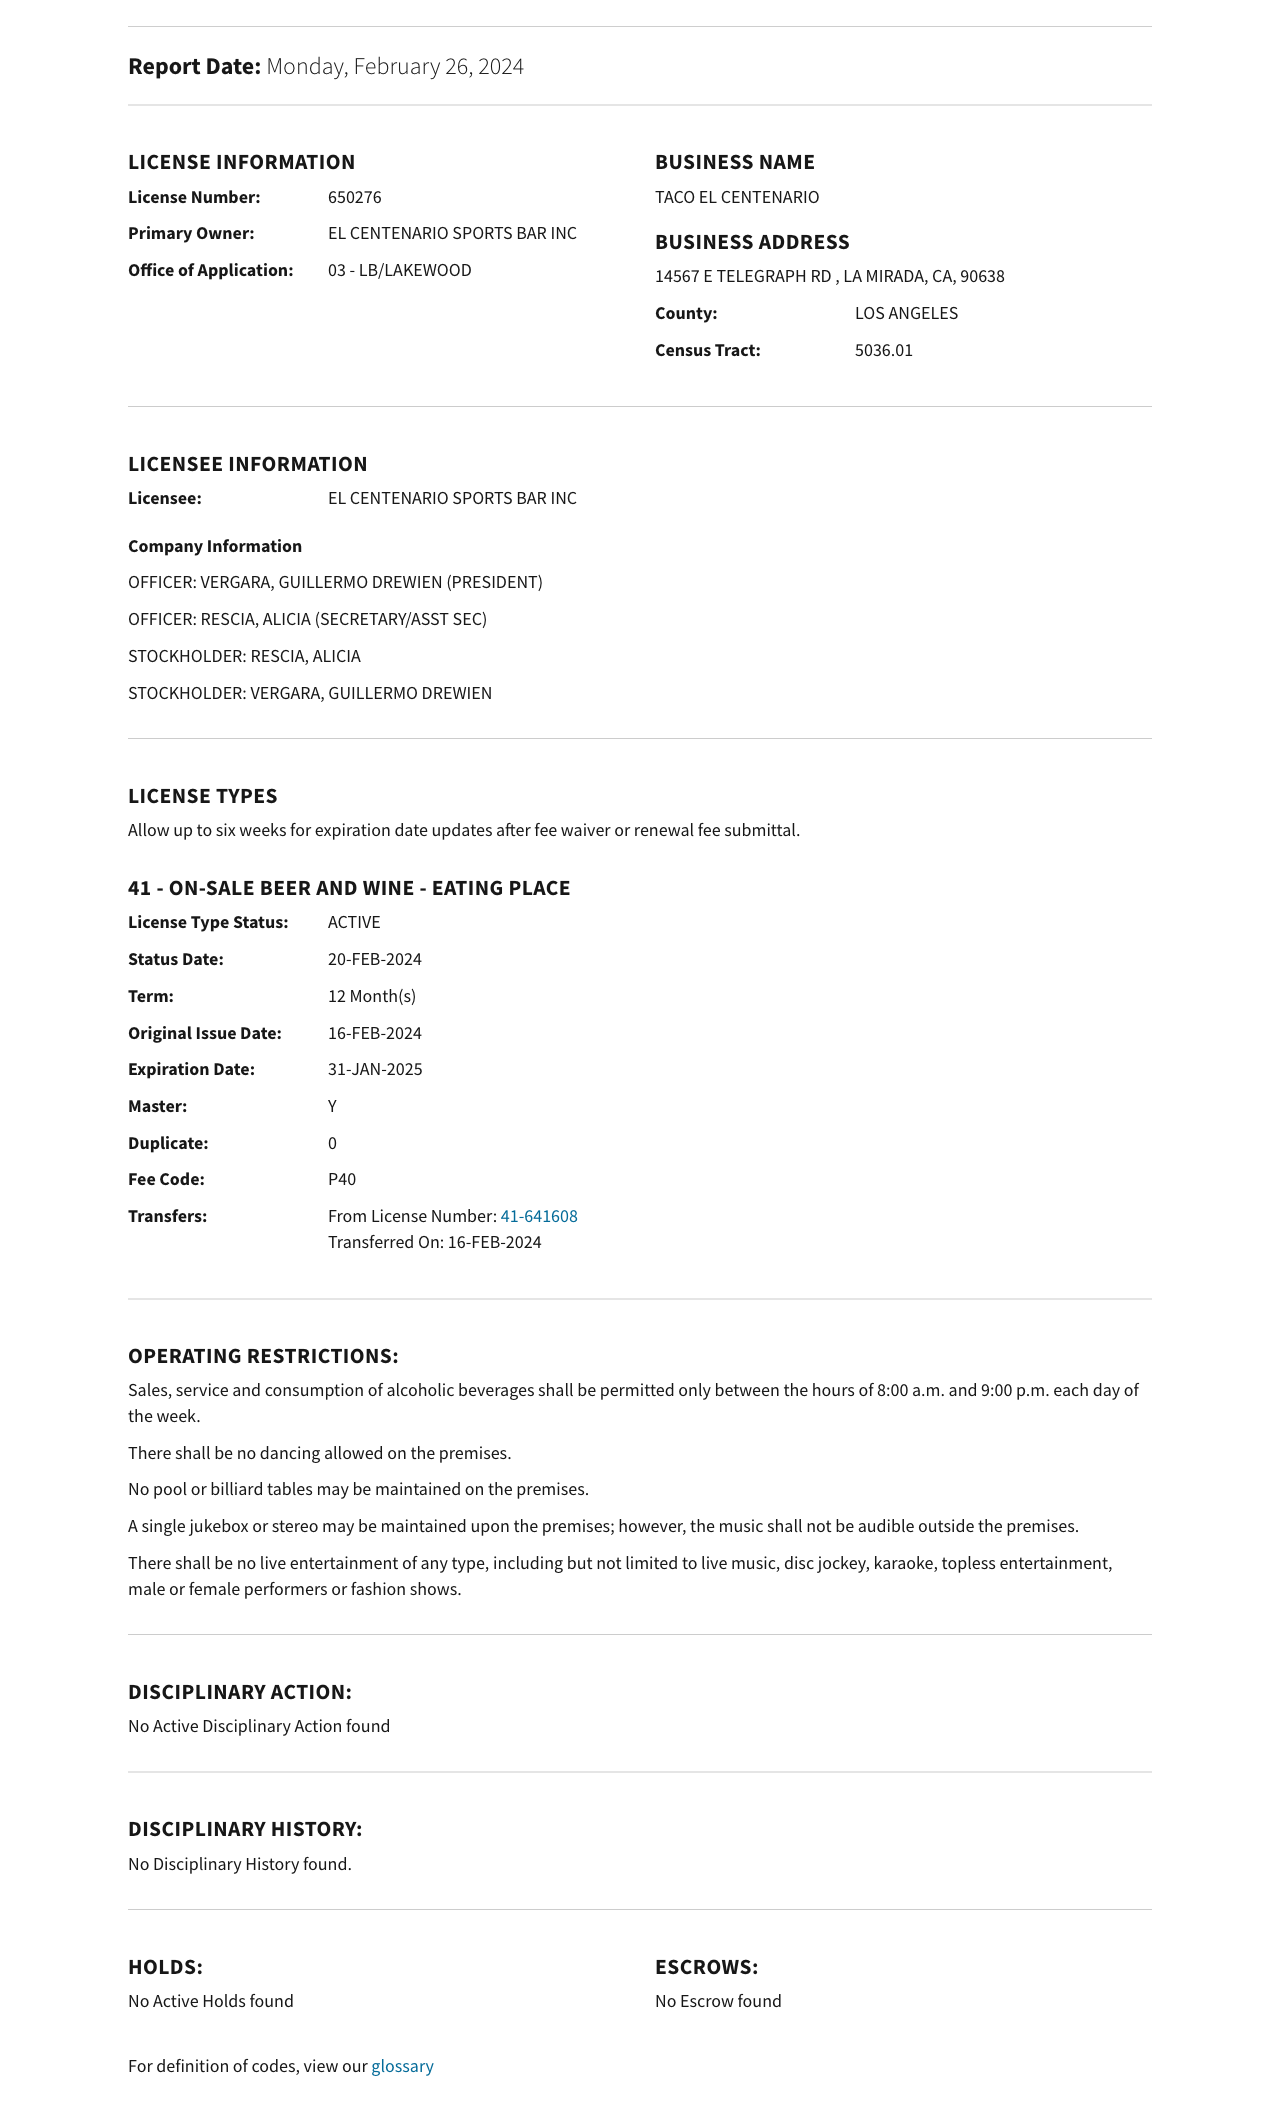 Report Date: Monday, February 26, 2024
LICENSE INFORMATION
License Number: 650276
Primary Owner: EL CENTENARIO SPORTS BAR INC
Office of Application: 03 - LB/LAKEWOOD
BUSINESS NAME
TACO EL CENTENARIO
BUSINESS ADDRESS
14567 E TELEGRAPH RD , LA MIRADA, CA, 90638
County: LOS ANGELES
Census Tract: 5036.01
LICENSEE INFORMATION
Licensee: EL CENTENARIO SPORTS BAR INC
Company Information
OFFICER: VERGARA, GUILLERMO DREWIEN (PRESIDENT)
OFFICER: RESCIA, ALICIA (SECRETARY/ASST SEC)
STOCKHOLDER: RESCIA, ALICIA
STOCKHOLDER: VERGARA, GUILLERMO DREWIEN
LICENSE TYPES
Allow up to six weeks for expiration date updates after fee waiver or renewal fee submittal.
41 - ON-SALE BEER AND WINE - EATING PLACE
License Type Status: ACTIVE
Status Date: 20-FEB-2024
Term: 12 Month(s)
Original Issue Date: 16-FEB-2024
Expiration Date: 31-JAN-2025
Master: Y
Duplicate: 0
Fee Code: P40
Transfers: From License Number: 41-641608
Transferred On: 16-FEB-2024
OPERATING RESTRICTIONS:
Sales, service and consumption of alcoholic beverages shall be permitted only between the hours of 8:00 a.m. and 9:00 p.m. each day of
the week.
There shall be no dancing allowed on the premises.
No pool or billiard tables may be maintained on the premises.
A single jukebox or stereo may be maintained upon the premises; however, the music shall not be audible outside the premises.
There shall be no live entertainment of any type, including but not limited to live music, disc jockey, karaoke, topless entertainment,
male or female performers or fashion shows.
DISCIPLINARY ACTION:
No Active Disciplinary Action found
DISCIPLINARY HISTORY:
No Disciplinary History found.
HOLDS:
No Active Holds found
ESCROWS:
No Escrow found
For definition of codes, view our glossary